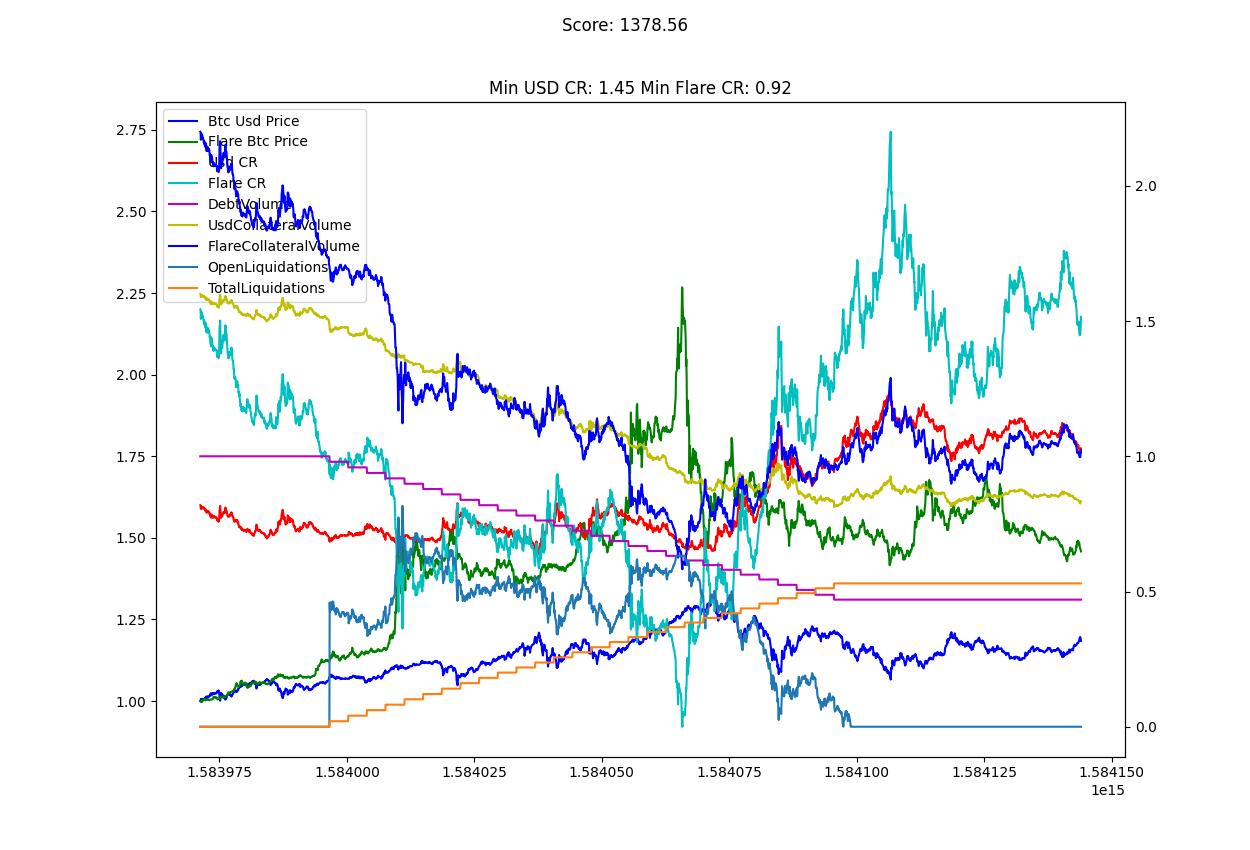 Score: 1378.56
Min USD CR: 1.45 Min Flare CR: 0.92
Btc Usd Price
Flare Btc Price
Usd CR
Flare CR
DebtVolume
UsdCollateralVolume
FlareCollateralVolume
OpenLiquidations
TotalLiquidations
2.75
2.50
2.25
2.00
1.75
1.50
1.25
1.00
2.0
1.5
1.0
0.5
0.0
1.583975
1.584000
1.584025
1.584050
1.584075
1.584100
1.584125
1.584150
1e15